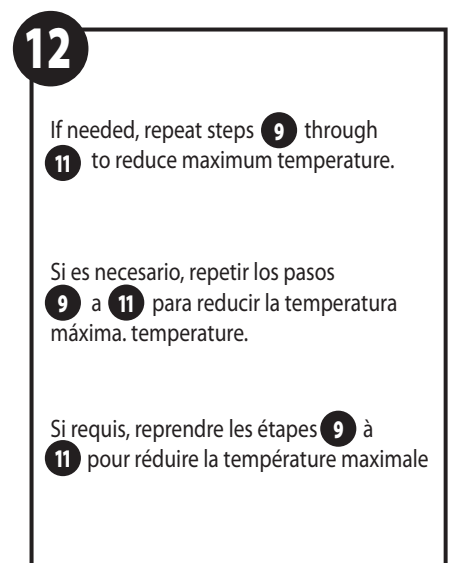 12
If needed, repeat steps 9 through
11 to reduce maximum temperature.
Si es necesario, repetir los pasos
9 a 11 para reducir la temperatura
máxima. temperature.
Si requis, reprendre les étapes 9 à
11 pour réduire la température maximale